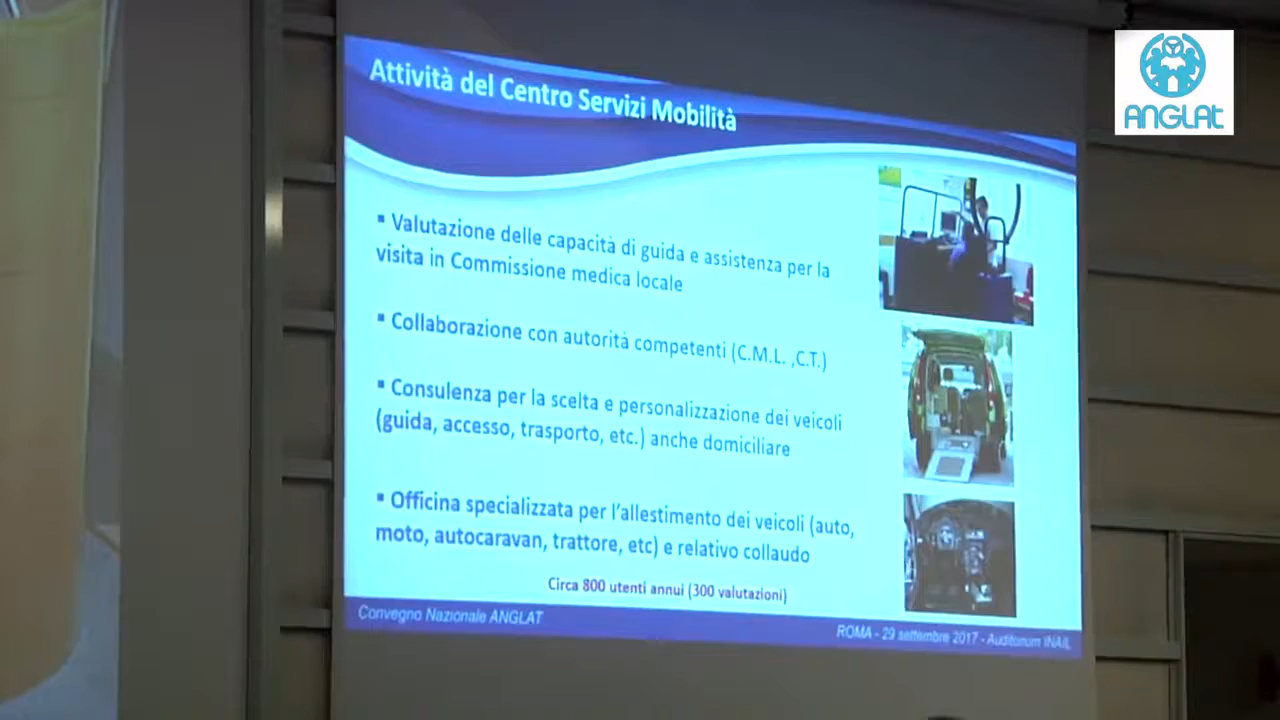 Attività del Centro Servizi Mobilità
ANGLAT
▪ Valutazione delle capacità di guida e assistenza per la
visita in Commissione medica locale
▪ Collaborazione con autorità competenti (C.M.L. ,C.T.)
▪ Consulenza per la scelta e personalizzazione dei veicoli
(guida, accesso, trasporto, etc.) anche domiciliare
▪ Officina specializzata per l’allestimento dei veicoli (auto,
moto, autocaravan, trattore, etc) e relativo collaudo
Circa 800 utenti annui (300 valutazioni)
Convegno Nazionale ANGLAT
ROMA - 29 settembre 2017 - Auditorium INAIL